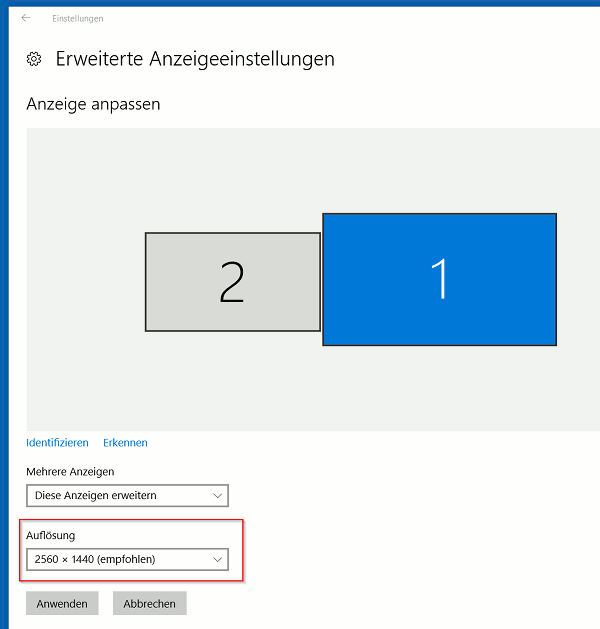 Einstellungen
Erweiterte Anzeigeeinstellungen
Anzeige anpassen
2
1
Identifizieren Erkennen
Mehrere Anzeigen
Diese Anzeigen erweitern
Auflösung
2560 × 1440 (empfohlen)
Anwenden Abbrechen